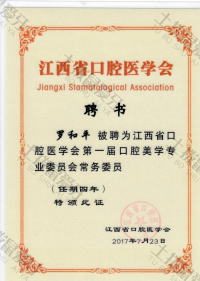 江西省口腔医学会
Jiangxi Stomatological Association
聘书
罗和平 被聘为江西省口
腔医学会第一届口腔美学专
业委员会常务委员
（任期四年）
特颁此证
江西省口腔医学会
2017年7月23日